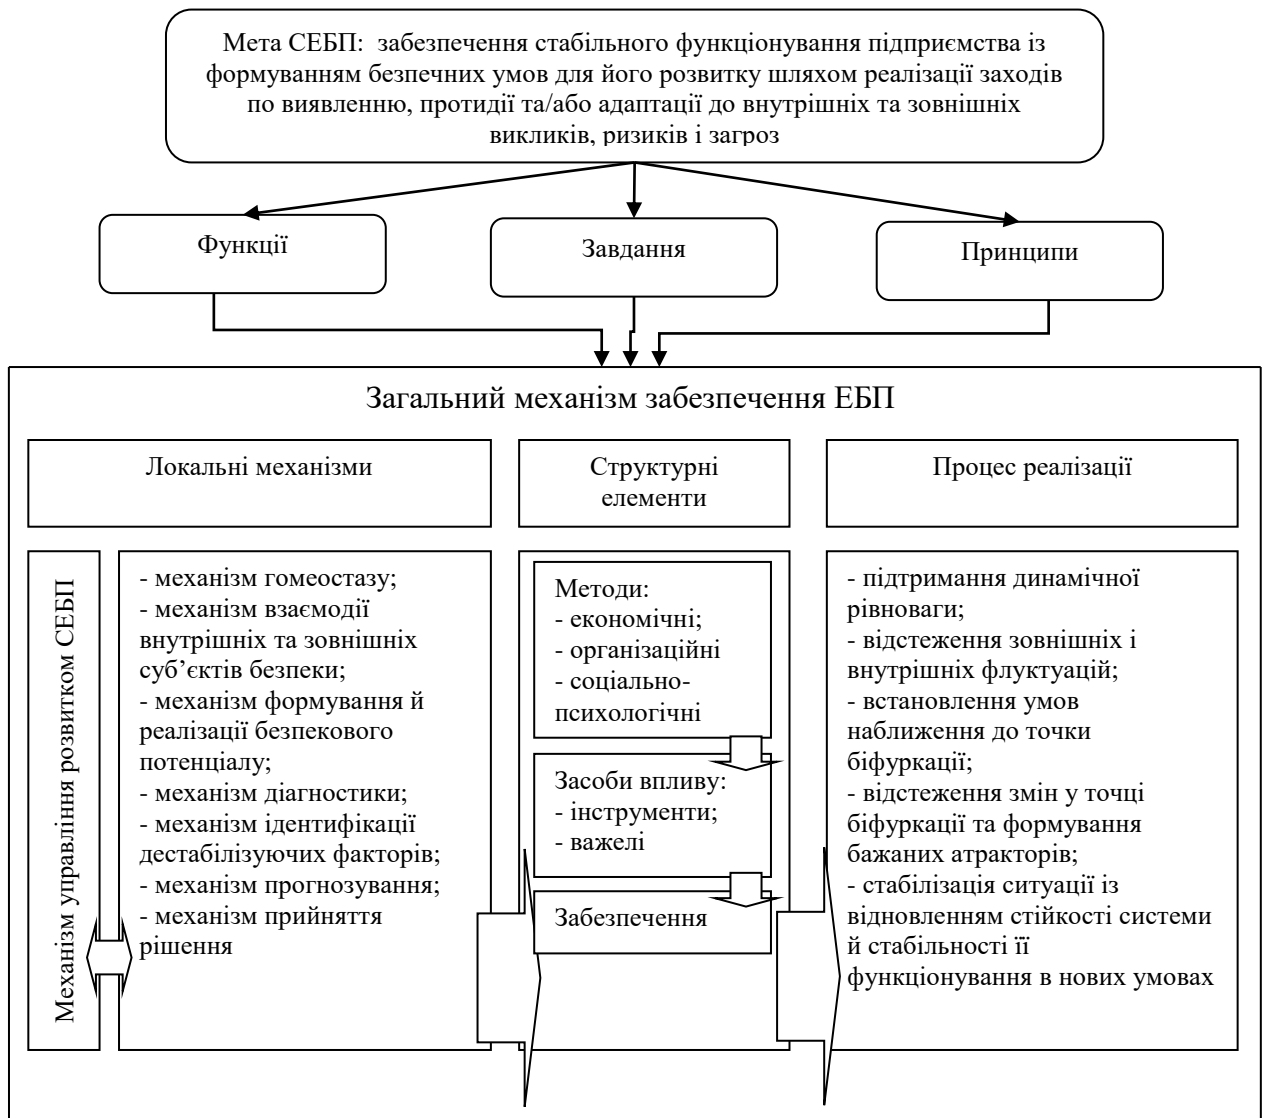 Мета СЕБП: забезпечення стабільного функціонування підприємства із
формуванням безпечних умов для його розвитку шляхом реалізації заходів
по виявленню, протидії та/або адаптації до внутрішніх та зовнішніх
викликів, ризиків і загроз
Функції
Завдання
Принципи
Загальний механізм забезпечення ЕБП
Локальні механізми
Структурні
елементи
Процес реалізації
Механізм управління розвитком СЕБП
- механізм гомеостазу;
- механізм взаємодії
внутрішніх та зовнішніх
суб’єктів безпеки;
- механізм формування й
реалізації безпекового
потенціалу;
- механізм діагностики;
- механізм ідентифікації
дестабілізуючих факторів;
- механізм прогнозування;
- механізм прийняття
рішення
Методи:
- економічні;
- організаційні
- соціально-
психологічні
Засоби впливу:
- інструменти;
- важелі
Забезпечення
- підтримання динамічної
рівноваги;
- відстеження зовнішніх і
внутрішніх флуктуацій;
- встановлення умов
наближення до точки
біфуркації;
- відстеження змін у точці
біфуркації та формування
бажаних атракторів;
- стабілізація ситуації із
відновленням стійкості системи
й стабільності її
функціонування в нових умовах